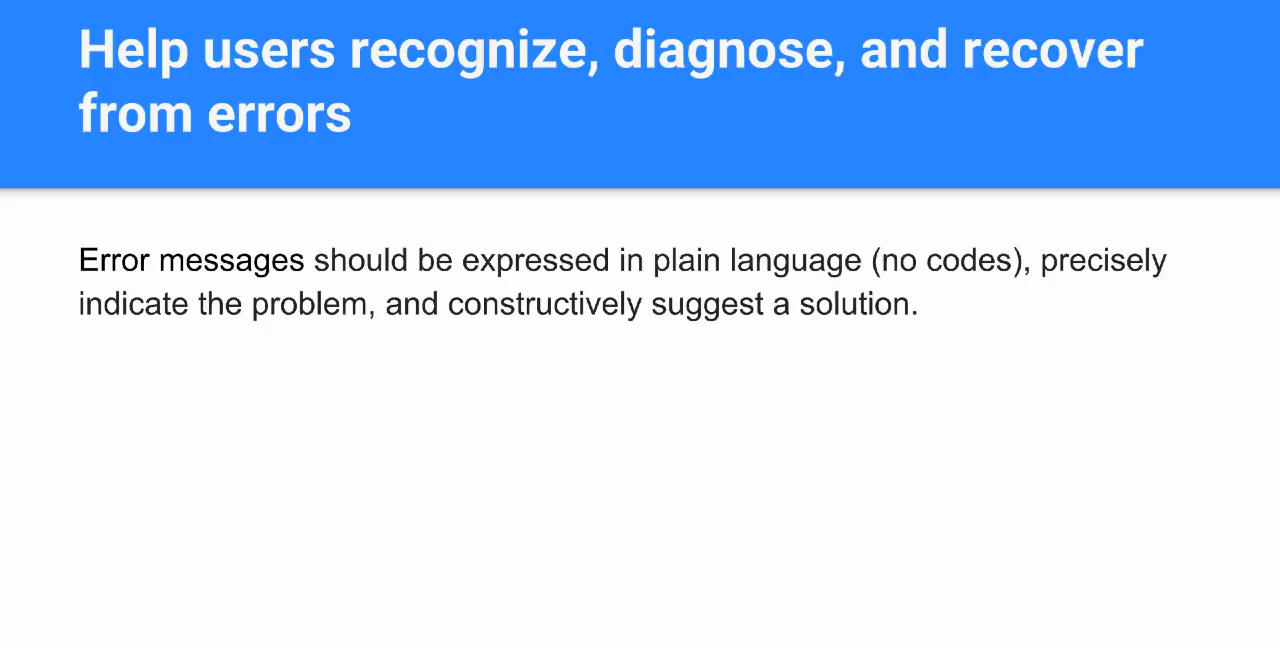 Help users recognize, diagnose, and recover
from errors
Error messages should be expressed in plain language (no codes), precisely
indicate the problem, and constructively suggest a solution.